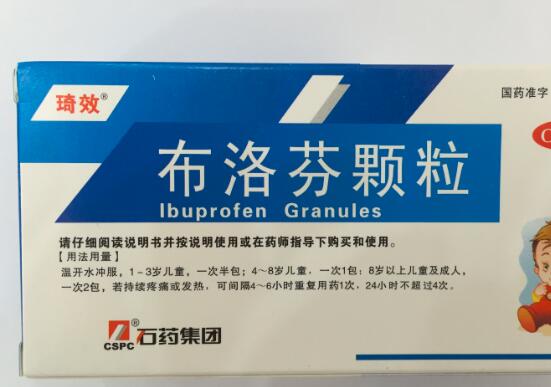 琦效®
国药准字
布洛芬颗粒
Ibuprofen Granules
请仔细阅读说明书并按说明使用或在药师指导下购买和使用。
【用法用量】
温开水冲服，1-3岁儿童，一次半包；4~8岁儿童，一次1包；8岁以上儿童及成人，
一次2包，若持续疼痛或发热，可间隔4~6小时重复用药1次，24小时不超过4次。
CSPC® 石药集团